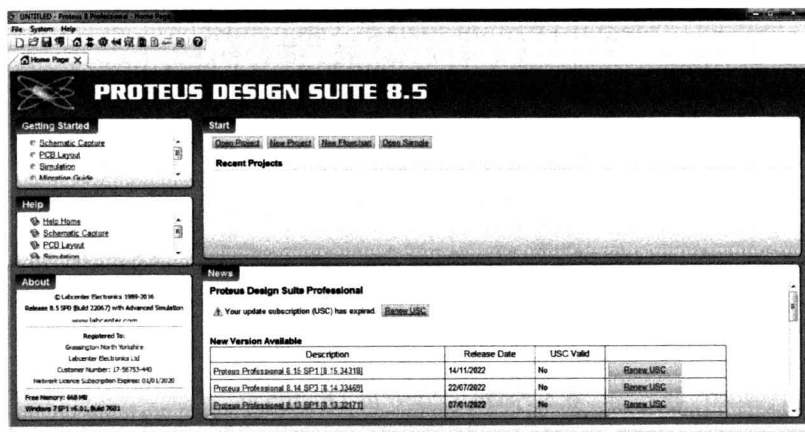 UNTITLED - Proteus 8 Professional - Home Page
File System Help
Home Page
PROTEUS DESIGN SUITE 8.5
Getting Started
Schematic Capture
PCB Layout
Simulation
Migration Guide
Help
Help Home
Schematic Capture
PCB Layout
Simulation
About
© Labcenter Electronics 1989-2016
Release 8.5 SP0 (Build 22067) with Advanced Simulation
www.labcenter.com
Registered To:
Grassington North Yorkshire
Labcenter Electronics Ltd
Customer Number: 17-56753-440
Network Licence Subscription Expires: 01/01/2020
Free Memory: 668 MB
Windows 7 SP1 v6.01, Build 7601
Start
Open Project New Project New Flowchart Open Sample
Recent Projects
News
Proteus Design Suite Professional
Your update subscription (USC) has expired. Renew USC
New Version Available
Description Release Date USC Valid
Proteus Professional 8.15 SP1 [8.15.34318] 14/11/2022 No Renew USC
Proteus Professional 8.14 SP3 [8.14.33469] 22/07/2022 No Renew USC
Proteus Professional 8.13 SP1 [8.13.32171] 07/01/2022 No Renew USC